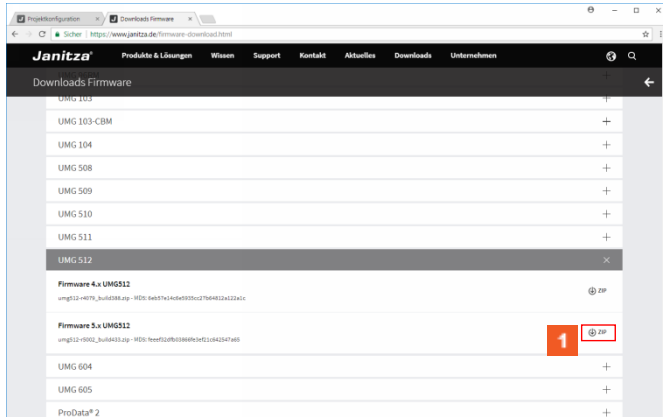 Projektkonfiguration
Downloads Firmware
Sicher | https://www.janitza.de/firmware-download.html
Janitza® Produkte & Lösungen Wissen Support Kontakt Aktuelles Downloads Unternehmen
Downloads Firmware
UMG 103
UMG 103-CBM
UMG 104
UMG 508
UMG 509
UMG 510
UMG 511
UMG 512
Firmware 4.x UMG512
ZIP
Firmware 5.x UMG512
1 ZIP
UMG 604
UMG 605
ProData® 2